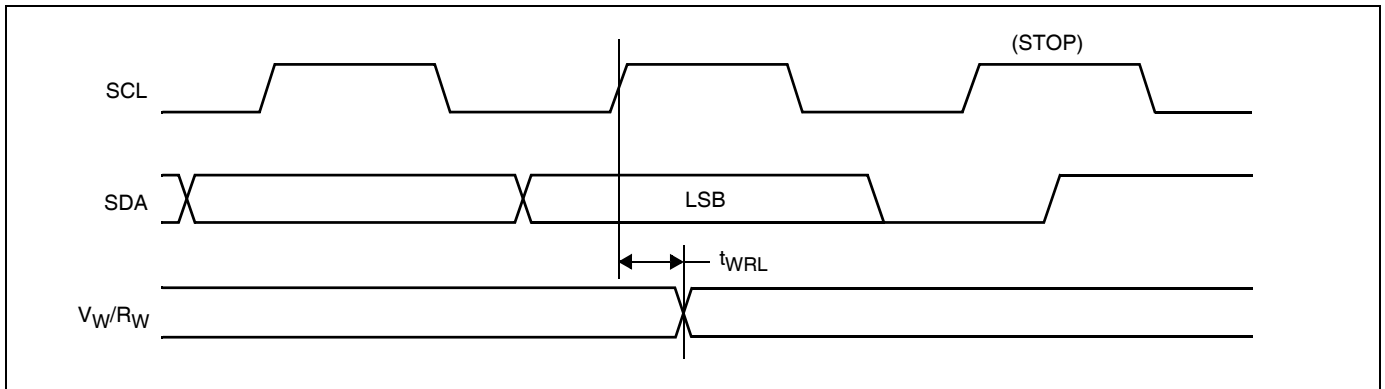 (STOP)
SCL
SDA
LSB
tWRL
VW/RW